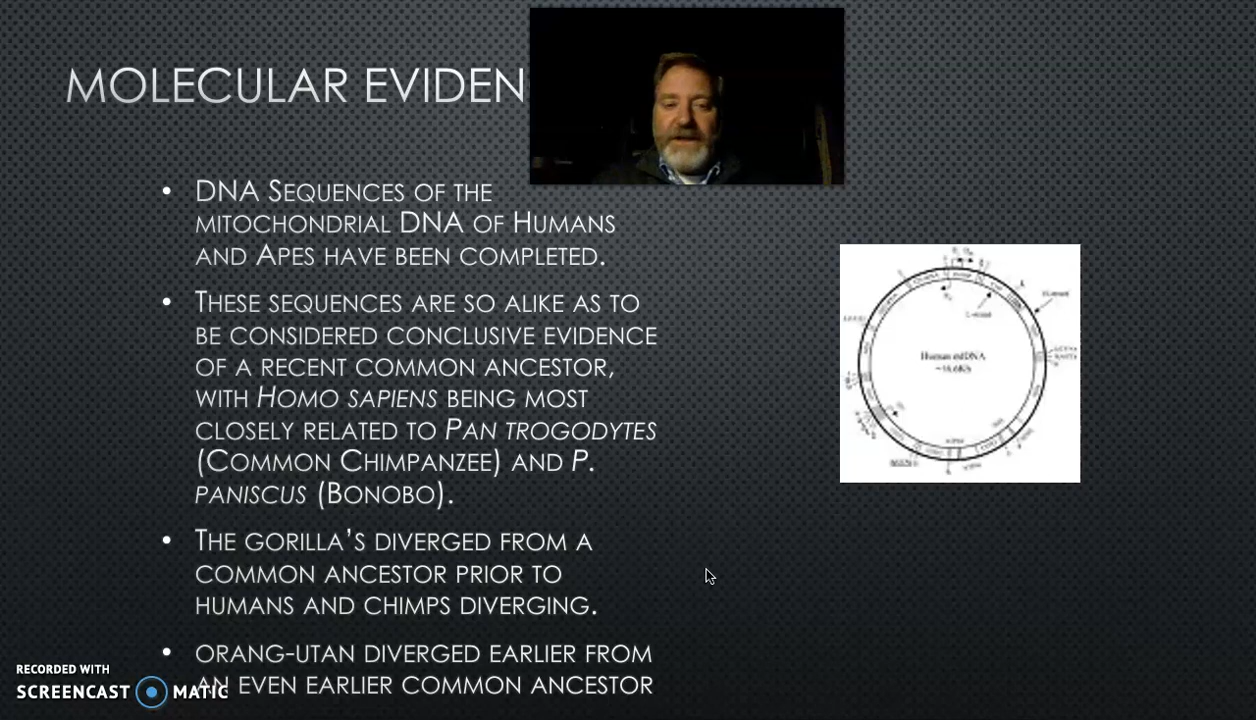 MOLECULAR EVIDEN
• DNA SEQUENCES OF THE
MITOCHONDRIAL DNA OF HUMANS
AND APES HAVE BEEN COMPLETED.
• THESE SEQUENCES ARE SO ALIKE AS TO
BE CONSIDERED CONCLUSIVE EVIDENCE
OF A RECENT COMMON ANCESTOR,
WITH HOMO SAPIENS BEING MOST
CLOSELY RELATED TO PAN TROGODYTES
(COMMON CHIMPANZEE) AND P.
PANISCUS (BONOBO).
• THE GORILLA'S DIVERGED FROM A
COMMON ANCESTOR PRIOR TO
HUMANS AND CHIMPS DIVERGING.
• ORANG-UTAN DIVERGED EARLIER FROM
AN EVEN EARLIER COMMON ANCESTOR
Human mtDNA
RECORDED WITH
SCREENCAST MATIC